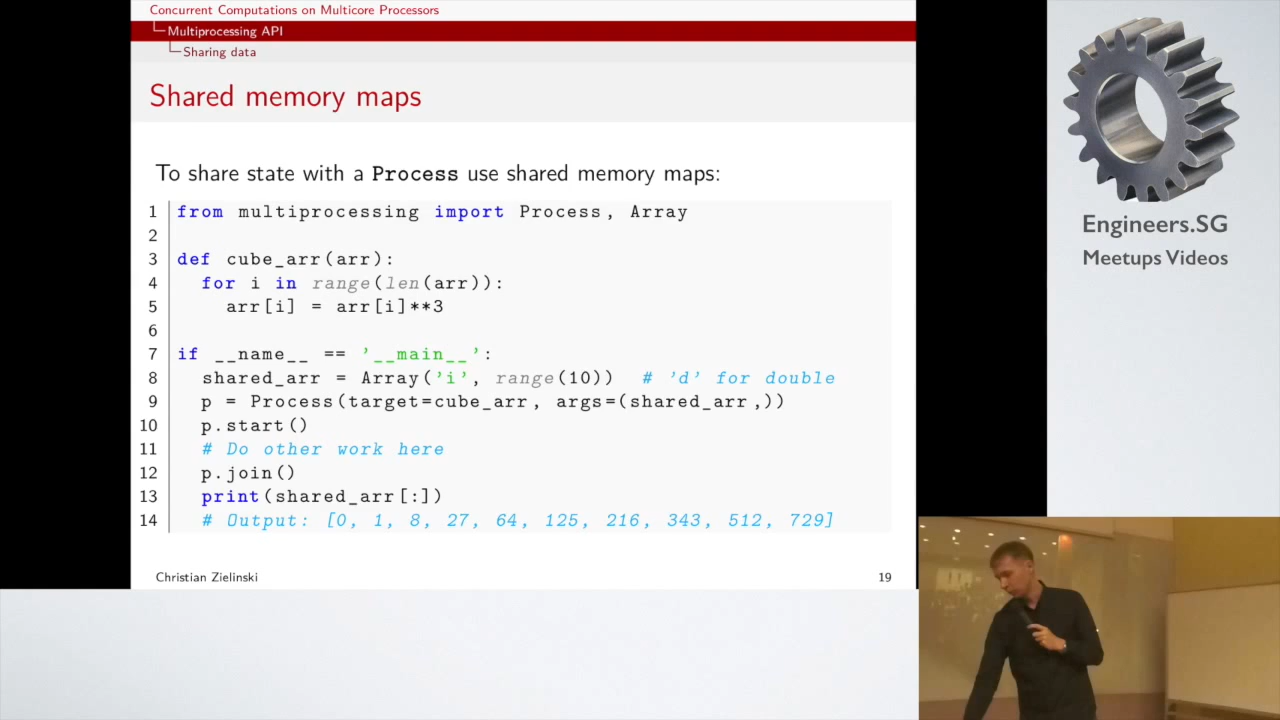 Concurrent Computations on Multicore Processors
Multiprocessing API
Sharing data
Shared memory maps
To share state with a Process use shared memory maps:
1 from multiprocessing import Process, Array
2
3 def cube_arr(arr):
4   for i in range(len(arr)):
5     arr[i] = arr[i]**3
6
7 if __name__ == '__main__':
8   shared_arr = Array('i', range(10))  # 'd' for double
9   p = Process(target=cube_arr, args=(shared_arr,))
10   p.start()
11   # Do other work here
12   p.join()
13   print(shared_arr[:])
14   # Output: [0, 1, 8, 27, 64, 125, 216, 343, 512, 729]
Christian Zielinski
19
Engineers.SG
Meetups Videos